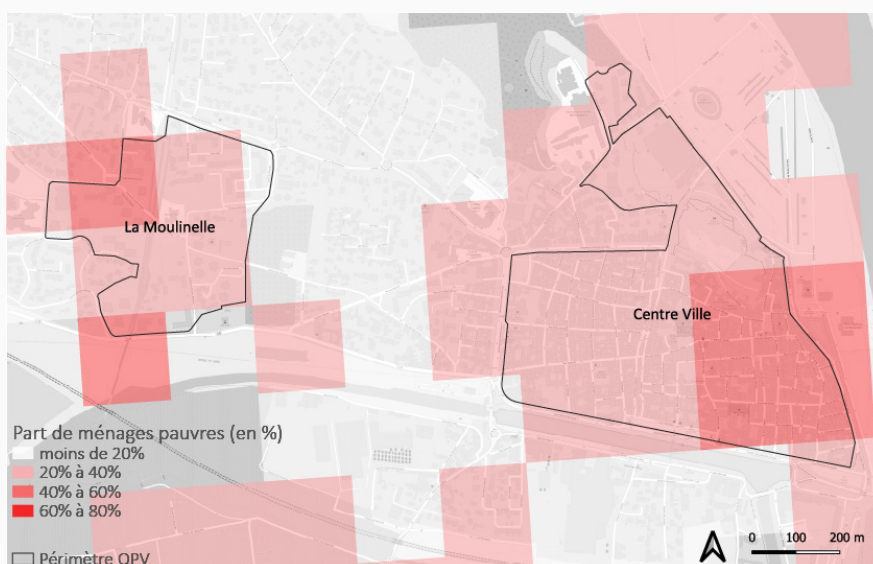 La Moulinelle
Centre Ville
Part de ménages pauvres (en %)
moins de 20%
20% à 40%
40% à 60%
60% à 80%
Périmètre QPV
0 100 200 m